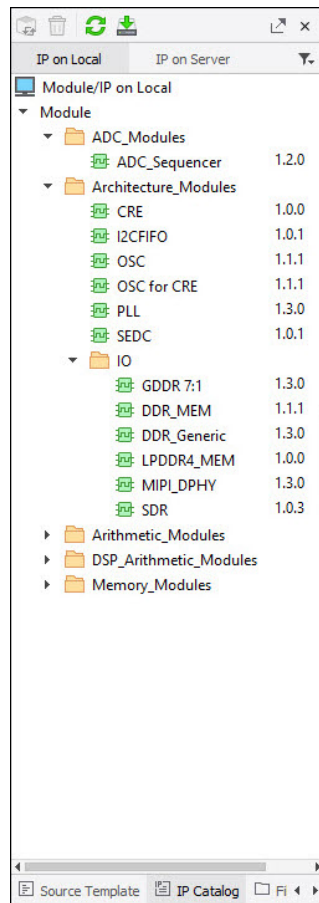 IP on Local IP on Server
Module/IP on Local
Module
ADC_Modules
ADC_Sequencer 1.2.0
Architecture_Modules
CRE 1.0.0
I2CFIFO 1.0.1
OSC 1.1.1
OSC for CRE 1.1.1
PLL 1.3.0
SEDC 1.0.1
IO
GDDR 7:1 1.3.0
DDR_MEM 1.1.1
DDR_Generic 1.3.0
LPDDR4_MEM 1.0.0
MIPI_DPHY 1.3.0
SDR 1.0.3
Arithmetic_Modules
DSP_Arithmetic_Modules
Memory_Modules
Source Template IP Catalog Fi